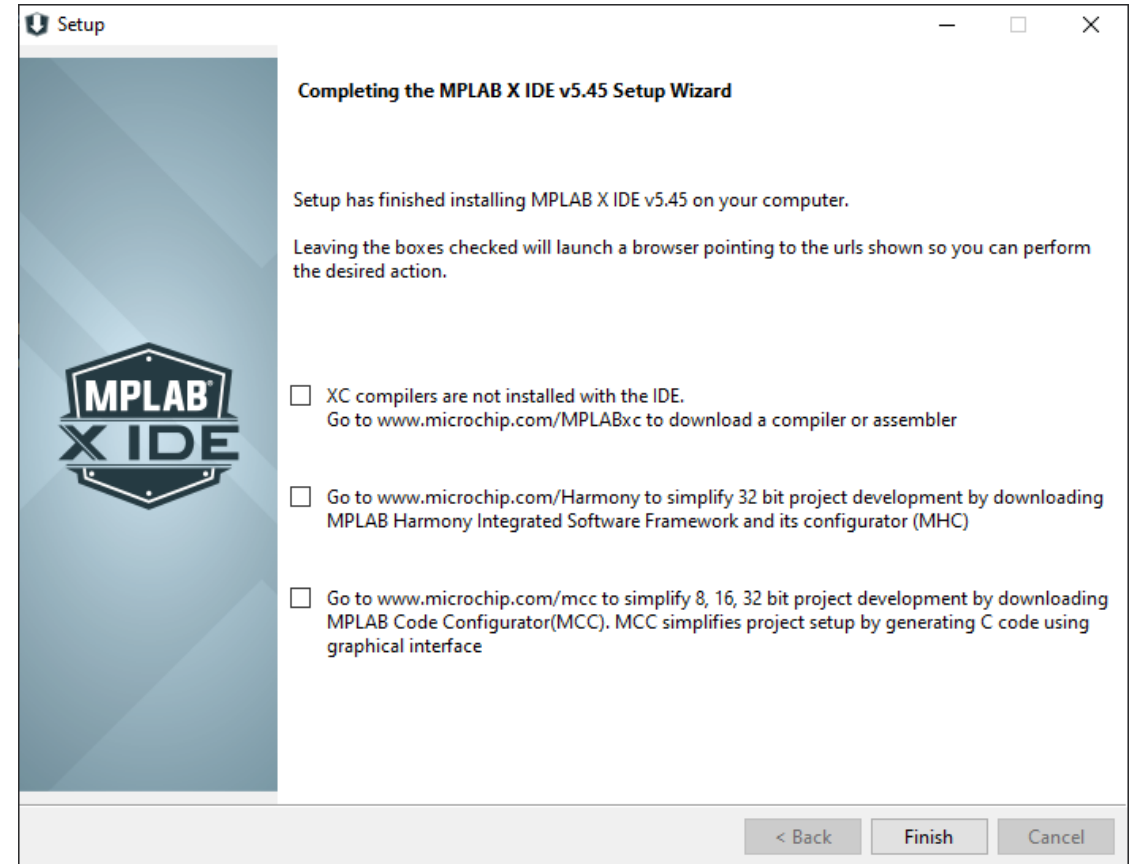 Setup
Completing the MPLAB X IDE v5.45 Setup Wizard
Setup has finished installing MPLAB X IDE v5.45 on your computer.
Leaving the boxes checked will launch a browser pointing to the urls shown so you can perform
the desired action.
MPLAB®
X IDE
XC compilers are not installed with the IDE.
Go to www.microchip.com/MPLABxc to download a compiler or assembler
Go to www.microchip.com/Harmony to simplify 32 bit project development by downloading
MPLAB Harmony Integrated Software Framework and its configurator (MHC)
Go to www.microchip.com/mcc to simplify 8, 16, 32 bit project development by downloading
MPLAB Code Configurator(MCC). MCC simplifies project setup by generating C code using
graphical interface
< Back
Finish
Cancel